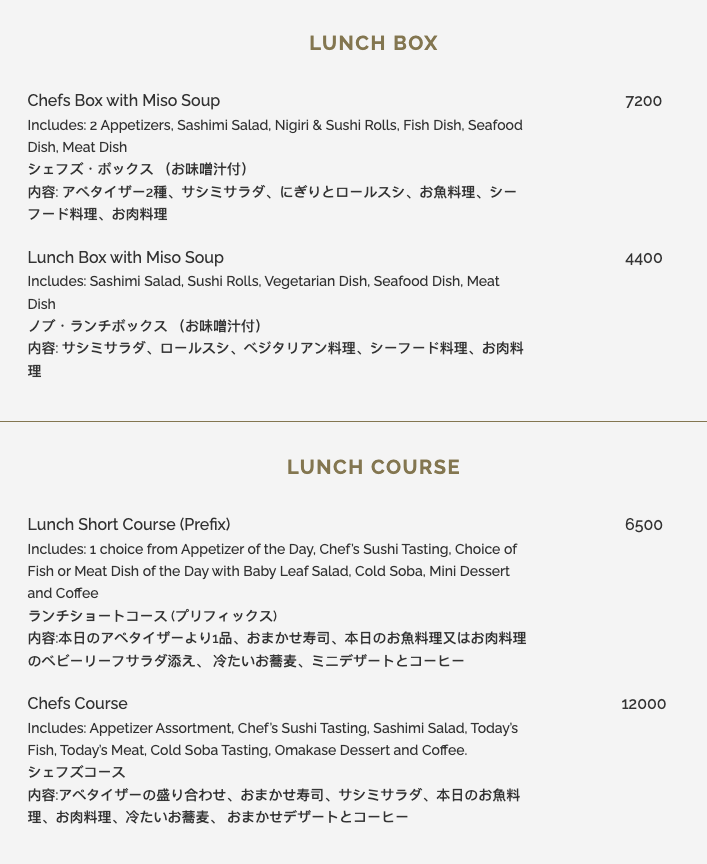 LUNCH BOX
Chefs Box with Miso Soup 7200
Includes: 2 Appetizers, Sashimi Salad, Nigiri & Sushi Rolls, Fish Dish, Seafood
Dish, Meat Dish
シェフズ・ボックス （お味噌汁付）
内容: アペタイザー2種、サシミサラダ、にぎりとロールスシ、お魚料理、シー
フード料理、お肉料理
Lunch Box with Miso Soup 4400
Includes: Sashimi Salad, Sushi Rolls, Vegetarian Dish, Seafood Dish, Meat
Dish
ノブ・ランチボックス （お味噌汁付）
内容: サシミサラダ、ロールスシ、ベジタリアン料理、シーフード料理、お肉料
理
LUNCH COURSE
Lunch Short Course (Prefix) 6500
Includes: 1 choice from Appetizer of the Day, Chef's Sushi Tasting, Choice of
Fish or Meat Dish of the Day with Baby Leaf Salad, Cold Soba, Mini Dessert
and Coffee
ランチショートコース (プリフィックス)
内容:本日のアペタイザーより1品、おまかせ寿司、本日のお魚料理又はお肉料理
のベビーリーフサラダ添え、 冷たいお蕎麦、ミニデザートとコーヒー
Chefs Course 12000
Includes: Appetizer Assortment, Chef's Sushi Tasting, Sashimi Salad, Today's
Fish, Today's Meat, Cold Soba Tasting, Omakase Dessert and Coffee.
シェフズコース
内容:アペタイザーの盛り合わせ、おまかせ寿司、サシミサラダ、本日のお魚料
理、お肉料理、冷たいお蕎麦、 おまかせデザートとコーヒー